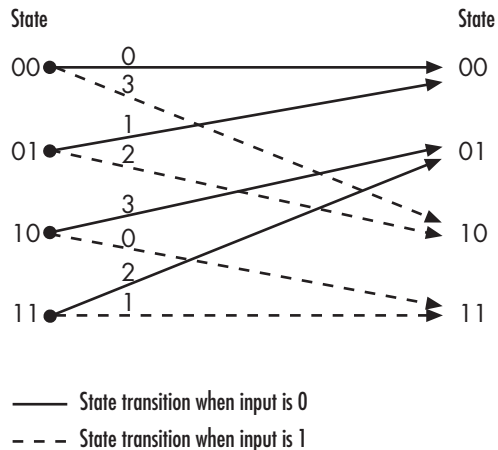 State State
00 0 00
3
01 1 01
2
10 3 10
0
11 2 11
1
State transition when input is 0
State transition when input is 1